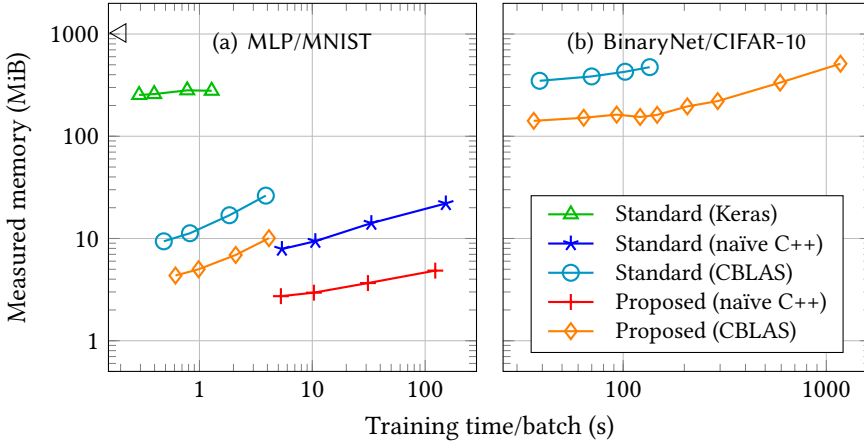 (a) MLP/MNIST
(b) BinaryNet/CIFAR-10
Measured memory (MiB)
1000
100
10
1
Standard (Keras)
Standard (naïve C++)
Standard (CBLAS)
Proposed (naïve C++)
Proposed (CBLAS)
1
10
100
100
1000
Training time/batch (s)